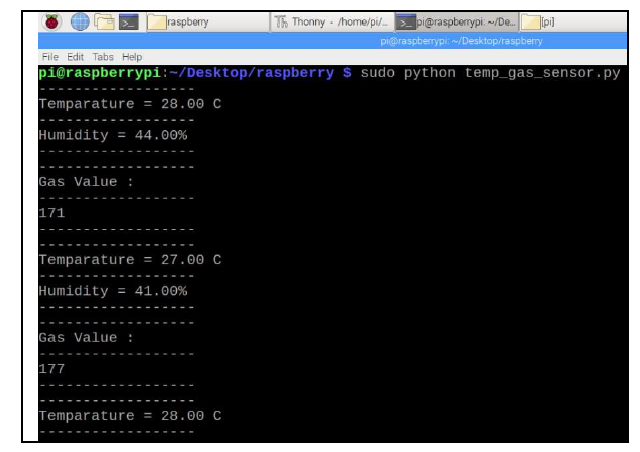 raspberry
Thonny - /home/pi/...
pi@raspberrypi: ~/De...
[pi]
pi@raspberrypi: ~/Desktop/raspberry
File Edit Tabs Help
pi@raspberrypi:~/Desktop/raspberry $ sudo python temp_gas_sensor.py
------------------
Temparature = 28.00 C
------------------
Humidity = 44.00%
------------------
------------------
Gas Value :
------------------
171
------------------
------------------
Temparature = 27.00 C
------------------
Humidity = 41.00%
------------------
------------------
Gas Value :
------------------
177
------------------
------------------
Temparature = 28.00 C
------------------